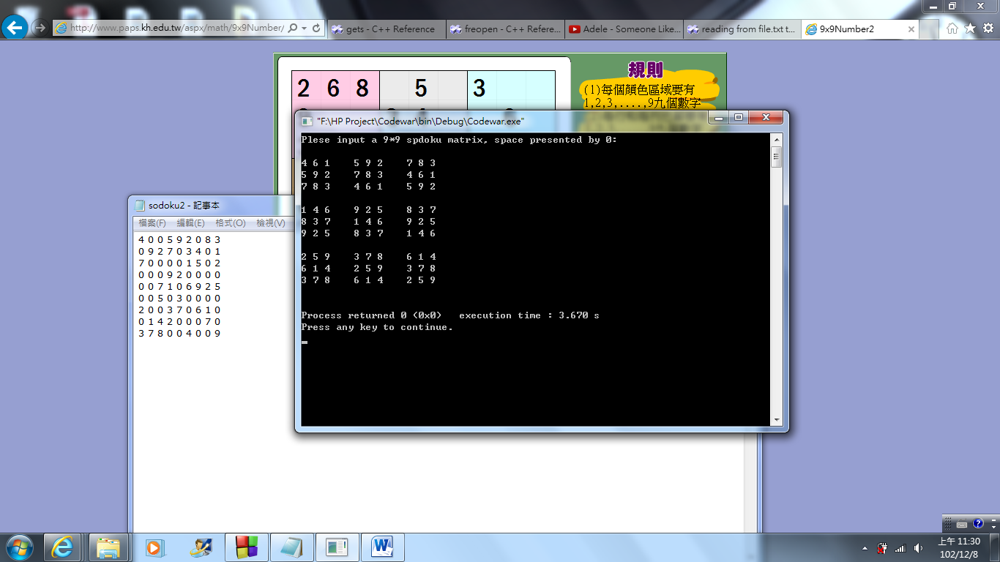 http://www.paps.kh.edu.tw/aspx/math/9x9Number/
gets - C++ Reference
freopen - C++ Refere...
Adele - Someone Like...
reading from file.txt t...
9x9Number2
2 6 8 5 3
規則
(1)每個顏色區域要有
1,2,3,....,9九個數字
"F:\HP Project\Codewar\bin\Debug\Codewar.exe"
Plese input a 9*9 spdoku matrix, space presented by 0:
4 6 1 5 9 2 7 8 3
5 9 2 7 8 3 4 6 1
7 8 3 4 6 1 5 9 2
1 4 6 9 2 5 8 3 7
8 3 7 1 4 6 9 2 5
9 2 5 8 3 7 1 4 6
2 5 9 3 7 8 6 1 4
6 1 4 2 5 9 3 7 8
3 7 8 6 1 4 2 5 9
Process returned 0 (0x0) execution time : 3.670 s
Press any key to continue.
sodoku2 - 記事本
檔案(F) 編輯(E) 格式(O) 檢視(V)
4 0 0 5 9 2 0 8 3
0 9 2 7 0 3 4 0 1
7 0 0 0 0 1 5 0 2
0 0 0 9 2 0 0 0 0
0 0 7 1 0 6 9 2 5
0 0 5 0 3 0 0 0 0
2 0 0 3 7 0 6 1 0
0 1 4 2 0 0 0 7 0
3 7 8 0 0 4 0 0 9
上午 11:30
102/12/8